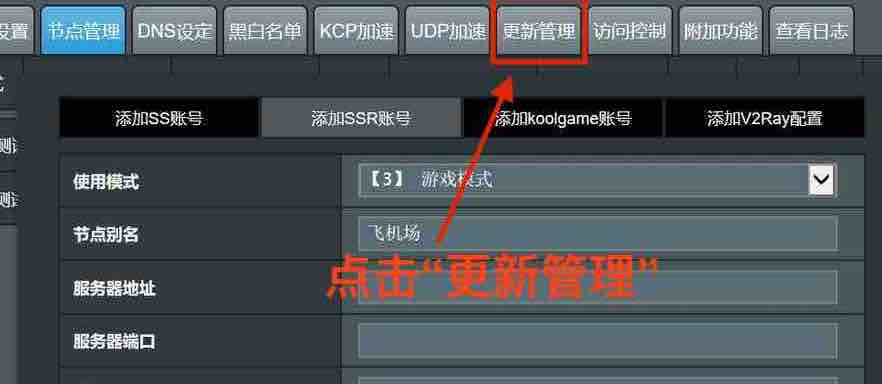 设置 节点管理 DNS设定 黑白名单 KCP加速 UDP加速 更新管理 访问控制 附加功能 查看日志
添加SS账号 添加SSR账号 添加koolgame账号 添加V2Ray配置
使用模式 【3】 游戏模式
节点别名 飞机场
点击“更新管理”
服务器地址
服务器端口